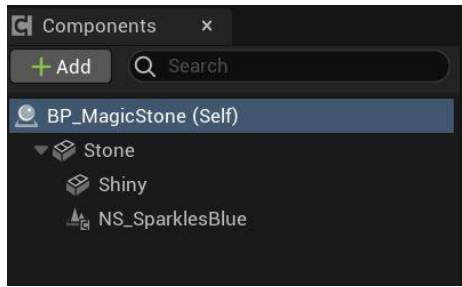 Components ×
+ Add Search
BP_MagicStone (Self)
Stone
Shiny
NS_SparklesBlue